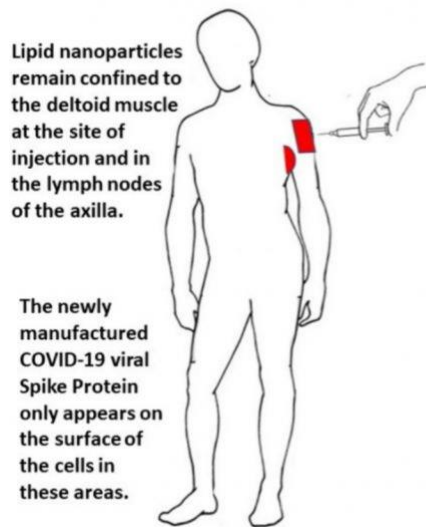 Lipid nanoparticles
remain confined to
the deltoid muscle
at the site of
injection and in
the lymph nodes
of the axilla.
The newly
manufactured
COVID-19 viral
Spike Protein
only appears on
the surface of
the cells in
these areas.